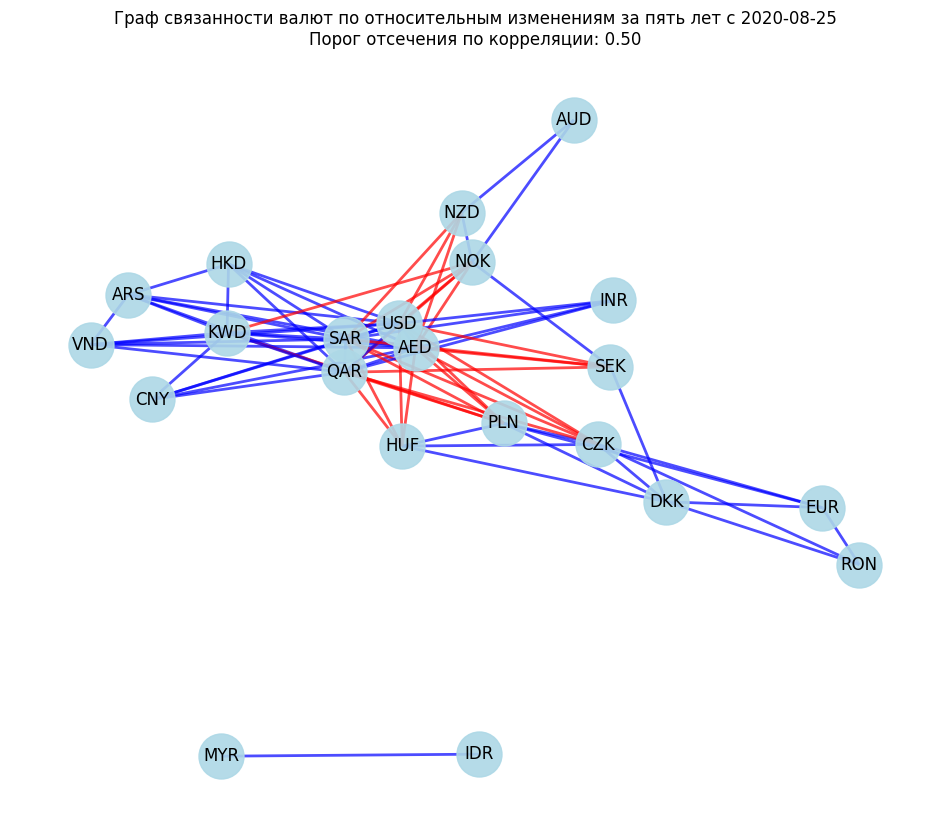 Граф связанности валют по относительным изменениям за пять лет с 2020-08-25
Порог отсечения по корреляции: 0.50
AUD
NZD
NOK
HKD
ARS
INR
USD
KWD
SAR
VND
AED
SEK
QAR
CNY
PLN
HUF
CZK
DKK
EUR
RON
MYR
IDR